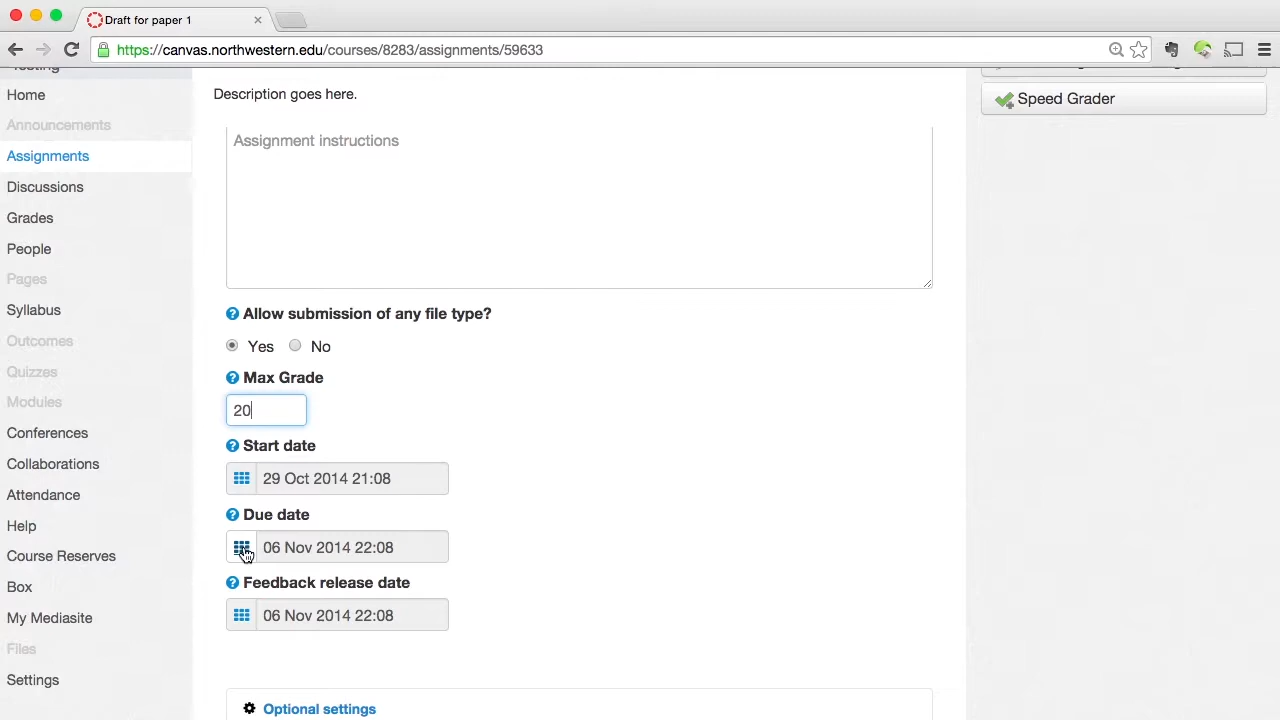 Draft for paper 1
https://canvas.northwestern.edu/courses/8283/assignments/59633
Testing
Home
Announcements
Assignments
Discussions
Grades
People
Pages
Syllabus
Outcomes
Quizzes
Modules
Conferences
Collaborations
Attendance
Help
Course Reserves
Box
My Mediasite
Files
Settings
Description goes here.
Assignment instructions
Allow submission of any file type?
Yes No
Max Grade
20
Start date
29 Oct 2014 21:08
Due date
06 Nov 2014 22:08
Feedback release date
06 Nov 2014 22:08
Optional settings
Speed Grader